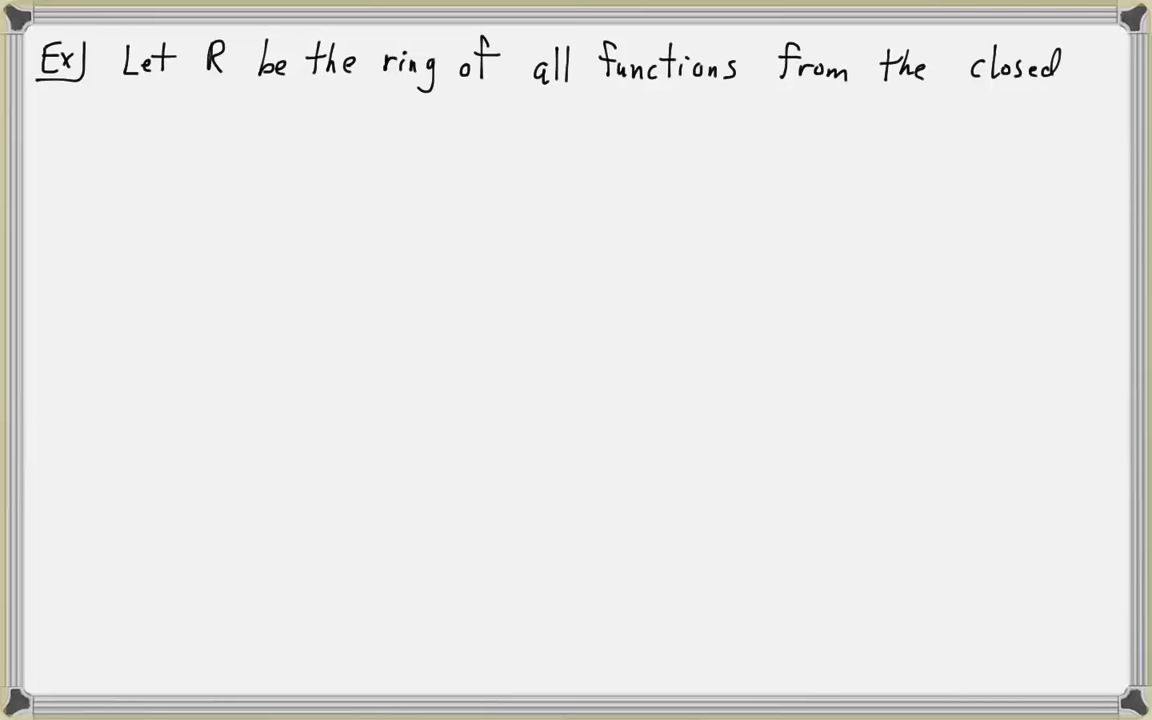 Ex) Let R be the ring of all functions from the closed